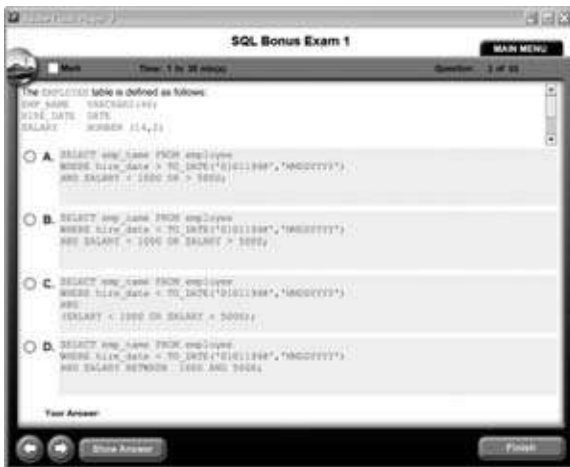 SQL Bonus Exam 1
MAIN MENU
Mark
Time: 1 hr 30 min(s)
Question:
The EMPLOYEE table is defined as follows:
EMP_NAME VARCHAR2(40)
HIRE_DATE DATE
SALARY NUMBER (14,2)
A. SELECT emp_name FROM employee
WHERE hire_date > TO_DATE('01011998','MMDDYYYY')
AND SALARY < 1000 OR > 5000;
B. SELECT emp_name FROM employee
WHERE hire_date < TO_DATE('01011998','MMDDYYYY')
AND SALARY < 1000 OR SALARY > 5000;
C. SELECT emp_name FROM employee
WHERE hire_date < TO_DATE('01011998','MMDDYYYY')
AND
(SALARY < 1000 OR SALARY > 5000);
D. SELECT emp_name FROM employee
WHERE hire_date < TO_DATE('01011998','MMDDYYYY')
AND SALARY BETWEEN 1000 AND 5000;
Your Answer:
Show Answer
Finish